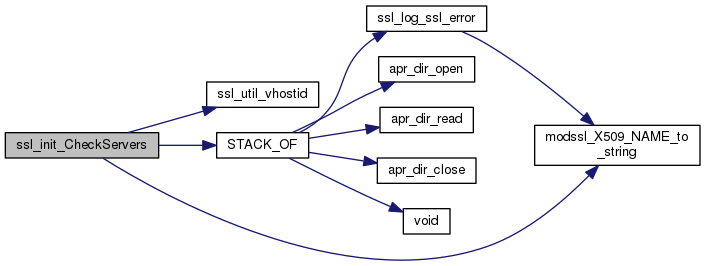 ssl_init_CheckServers
ssl_util_vhostid
STACK_OF
ssl_log_ssl_error
apr_dir_open
apr_dir_read
apr_dir_close
void
modssl_X509_NAME_to
_string